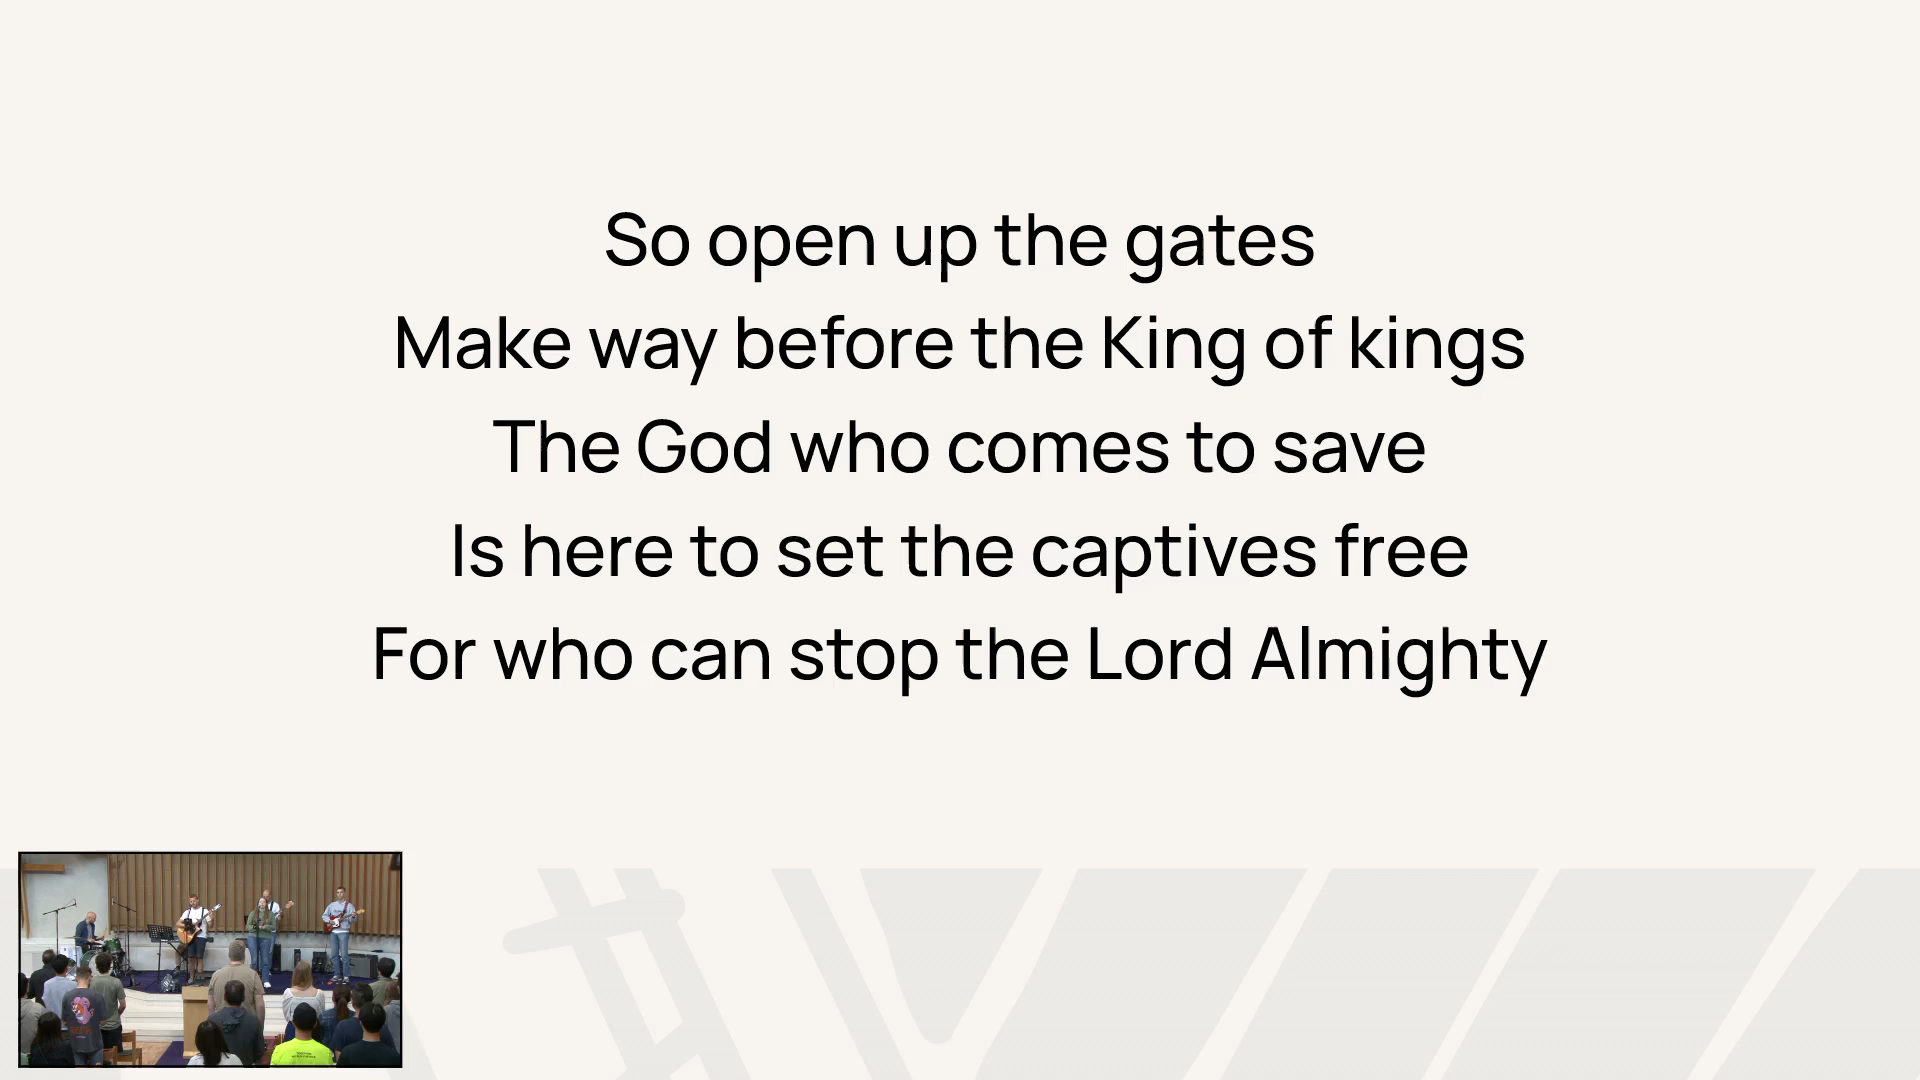 So open up the gates
Make way before the King of kings
The God who comes to save
Is here to set the captives free
For who can stop the Lord Almighty